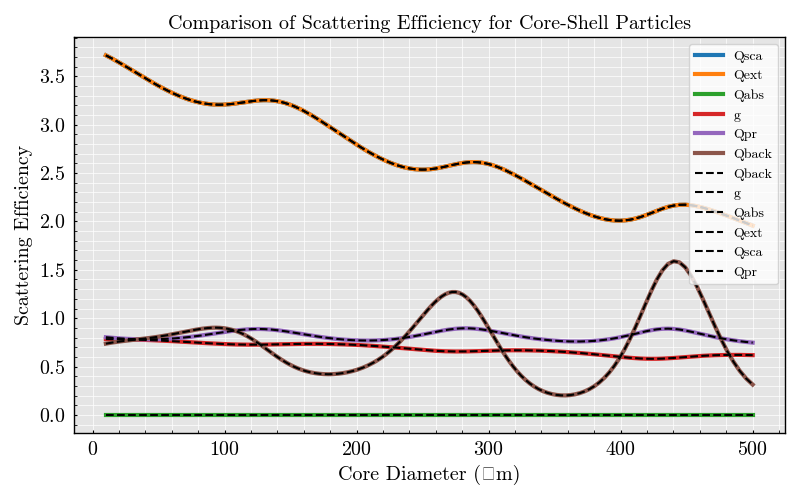 Comparison of Scattering Efficiency for Core-Shell Particles
Scattering Efficiency
3.5
3.0
2.5
2.0
1.5
1.0
0.5
0.0
0 100 200 300 400 500
Core Diameter (□m)
Qsca
Qext
Qabs
g
Qpr
Qback
Qback
g
Qabs
Qext
Qsca
Qpr